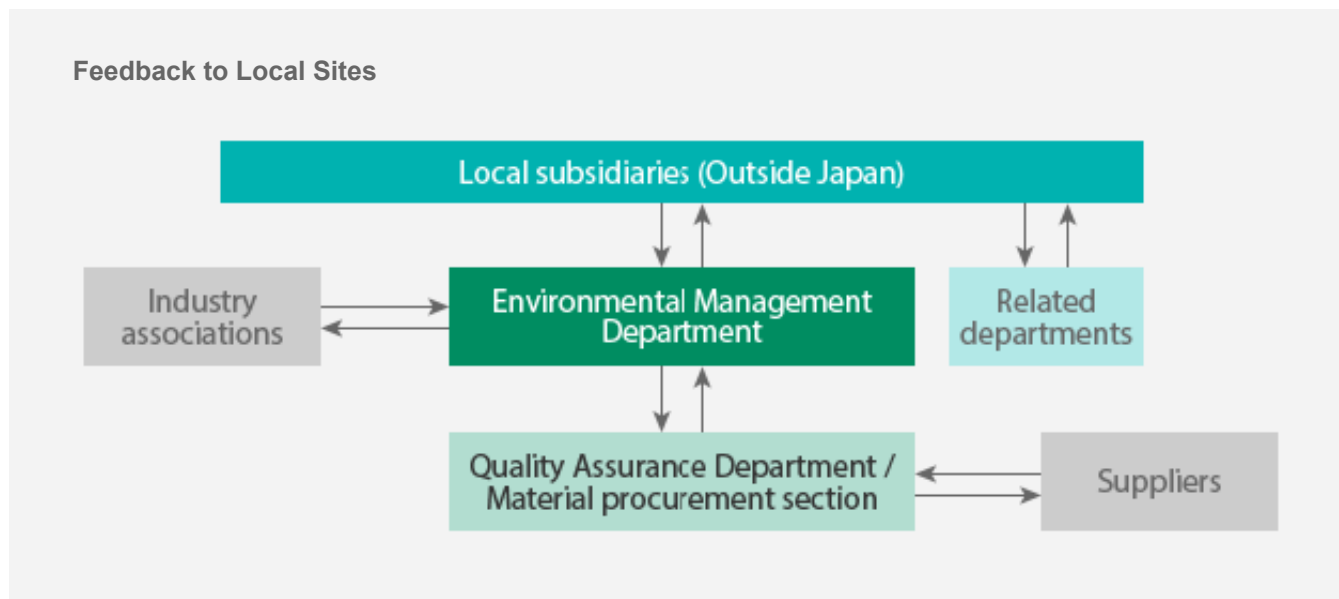 Feedback to Local Sites
Local subsidiaries (Outside Japan)
Industry
associations
Environmental Management
Department
Related
departments
Quality Assurance Department /
Material procurement section
Suppliers